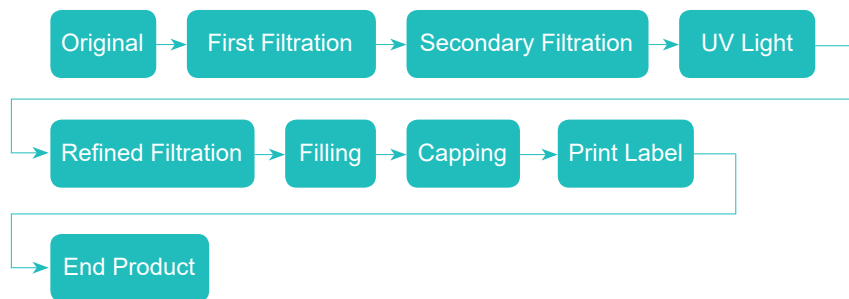 Original
First Filtration
Secondary Filtration
UV Light
Refined Filtration
Filling
Capping
Print Label
End Product